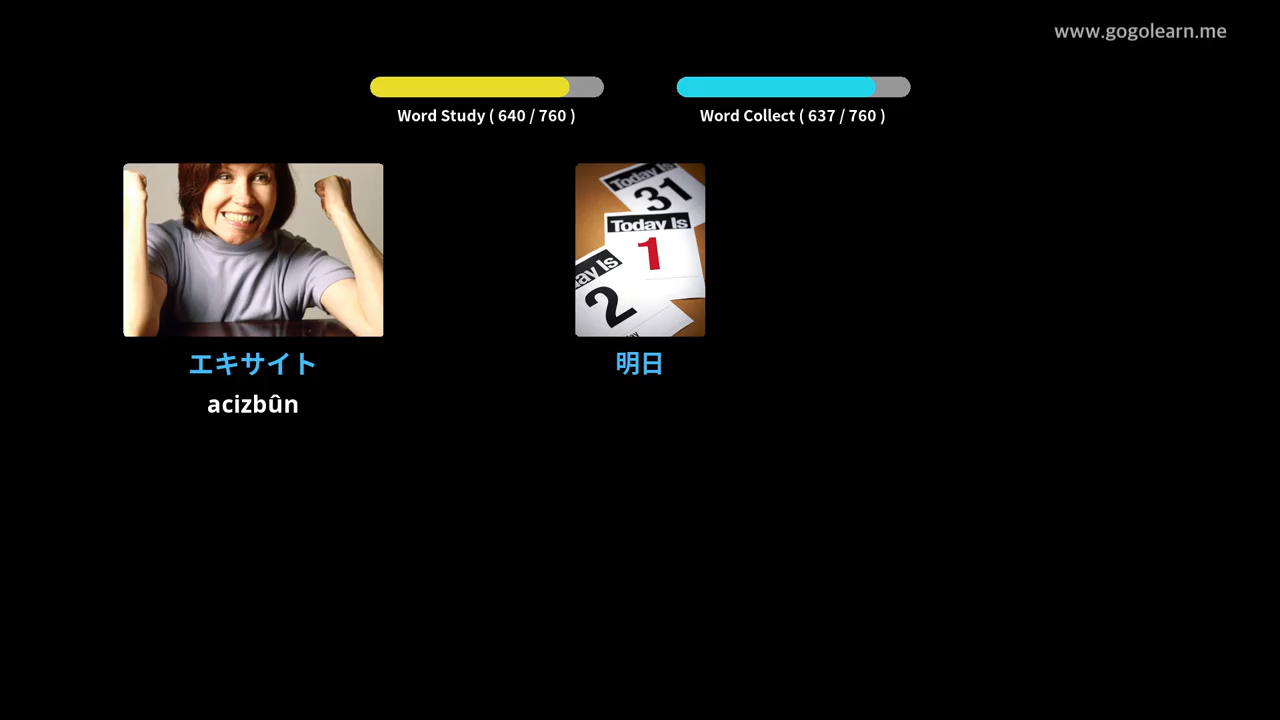 www.gogolearn.me
Word Study ( 640 / 760 )
Word Collect ( 637 / 760 )
Today Is
31
Today Is
1
ay Is
2
エキサイト
明日
acizbûn